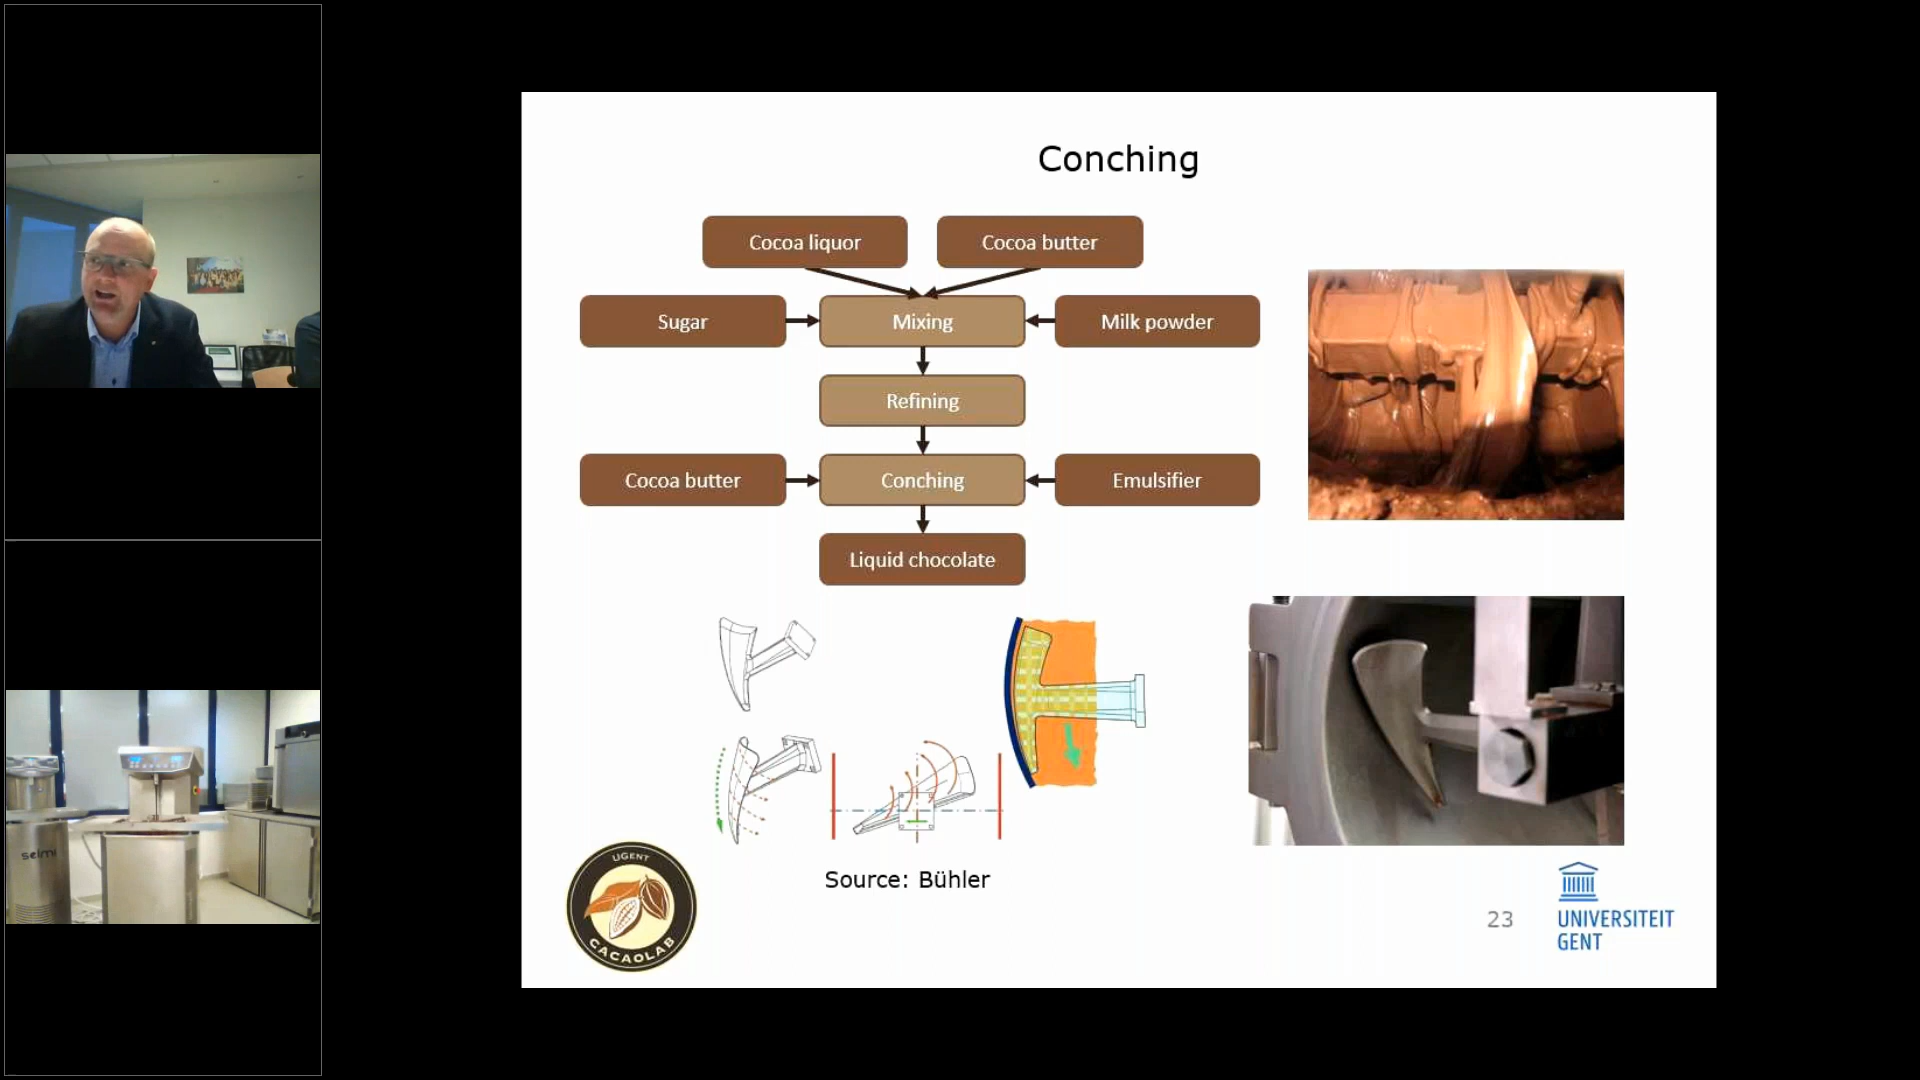 Conching
Cocoa liquor
Cocoa butter
Sugar
Mixing
Milk powder
Refining
Cocoa butter
Conching
Emulsifier
Liquid chocolate
Source: Bühler
UGENT
CACAOLAB
23
UNIVERSITEIT
GENT
selmi